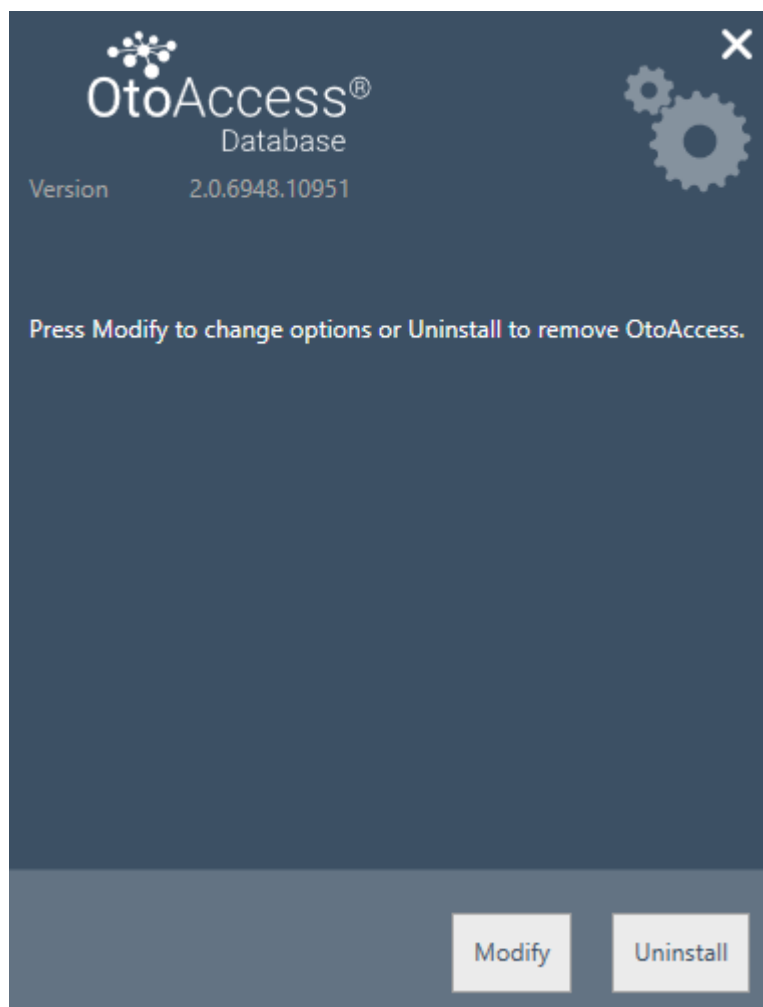 OtoAccess®
Database
Version 2.0.6948.10951
Press Modify to change options or Uninstall to remove OtoAccess.
Modify Uninstall